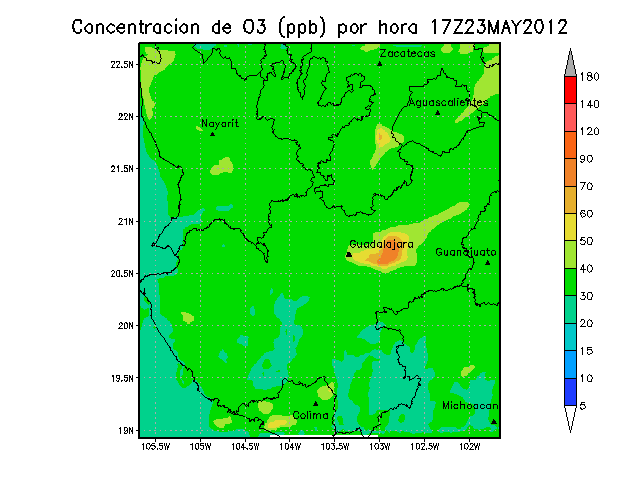 Concentracion de O3 (ppb) por hora 17Z23MAY2012
22.5N
22N
21.5N
21N
20.5N
20N
19.5N
19N
105.5W
105W
104.5W
104W
103.5W
103W
102.5W
102W
Zacatecas
Aguascalientes
Nayarit
Guadalajara
Guanajuato
Colima
Michoacan
180
140
120
90
70
60
50
40
30
20
15
10
5